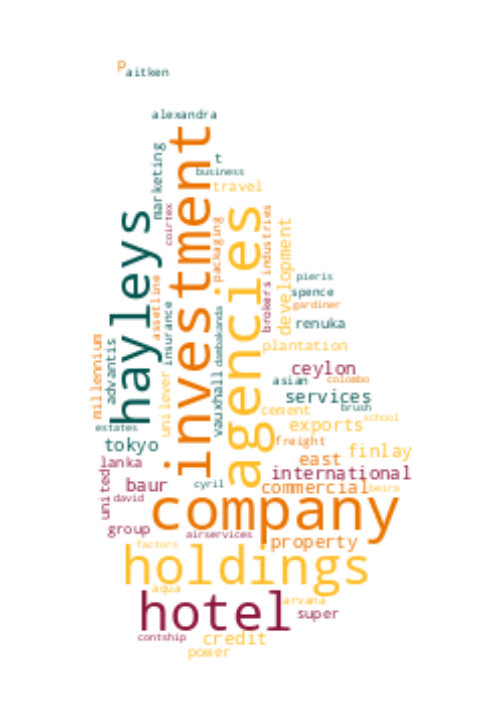 p
aitken
alexandra
investment
marketing
t
business
travel
hayleys
coirtex
agencies
industries
packaging
development
pieris
assetline
spence
insurance
gardiner
brokers
dambakanda
renuka
millennium
advantis
plantation
unilever
vauxhall
ceylon
asian
colombo
services
cement
brush
estates
exports
school
tokyo
freight
finlay
lanka
east
international
united
baur
cyril
commercial
beira
david
company
group
airservices
property
factors
holdings
aqua
hotel
arvana
super
contship
credit
power